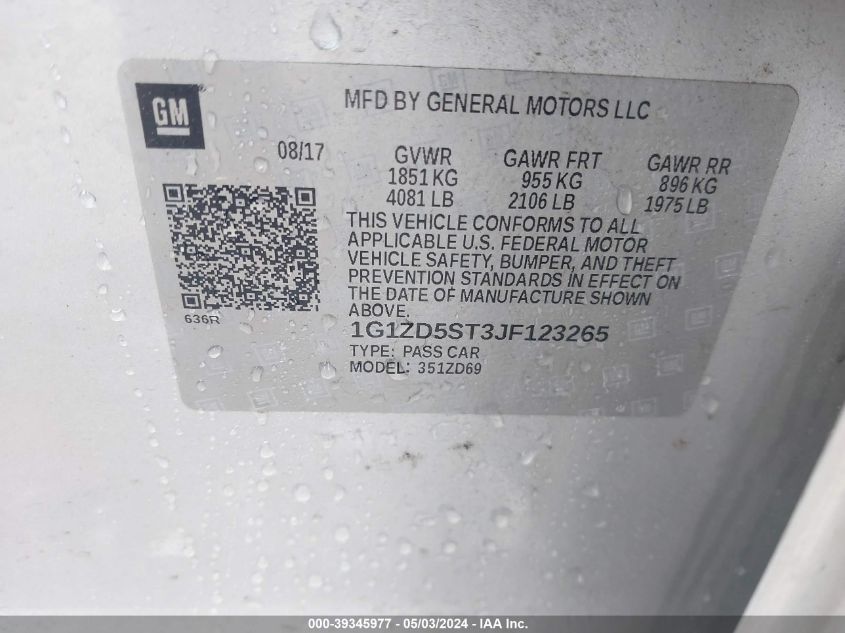 GM
MFD BY GENERAL MOTORS LLC
08/17
GVWR GAWR FRT GAWR RR
1851 KG 955 KG 896 KG
4081 LB 2106 LB 1975 LB
THIS VEHICLE CONFORMS TO ALL
APPLICABLE U.S. FEDERAL MOTOR
VEHICLE SAFETY, BUMPER, AND THEFT
PREVENTION STANDARDS IN EFFECT ON
THE DATE OF MANUFACTURE SHOWN
ABOVE.
636R
1G1ZD5ST3JF123265
TYPE: PASS CAR
MODEL: 351ZD69
000-39345977 - 05/03/2024 - IAA Inc.